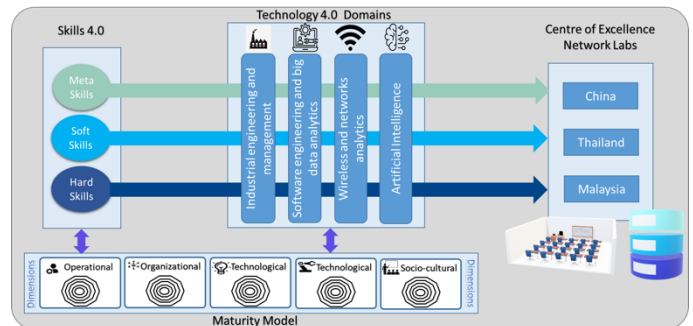 Technology 4.0 Domains
Skills 4.0
Centre of Excellence
Network Labs
Meta
Skills
Soft
Skills
Hard
Skills
Industrial engineering and
management
Software engineering and big
data analytics
Wireless and networks
analytics
Artificial Intelligence
China
Thailand
Malaysia
Dimensions
Operational
Organizational
Technological
Technological
Socio-cultural
Dimensions
Maturity Model